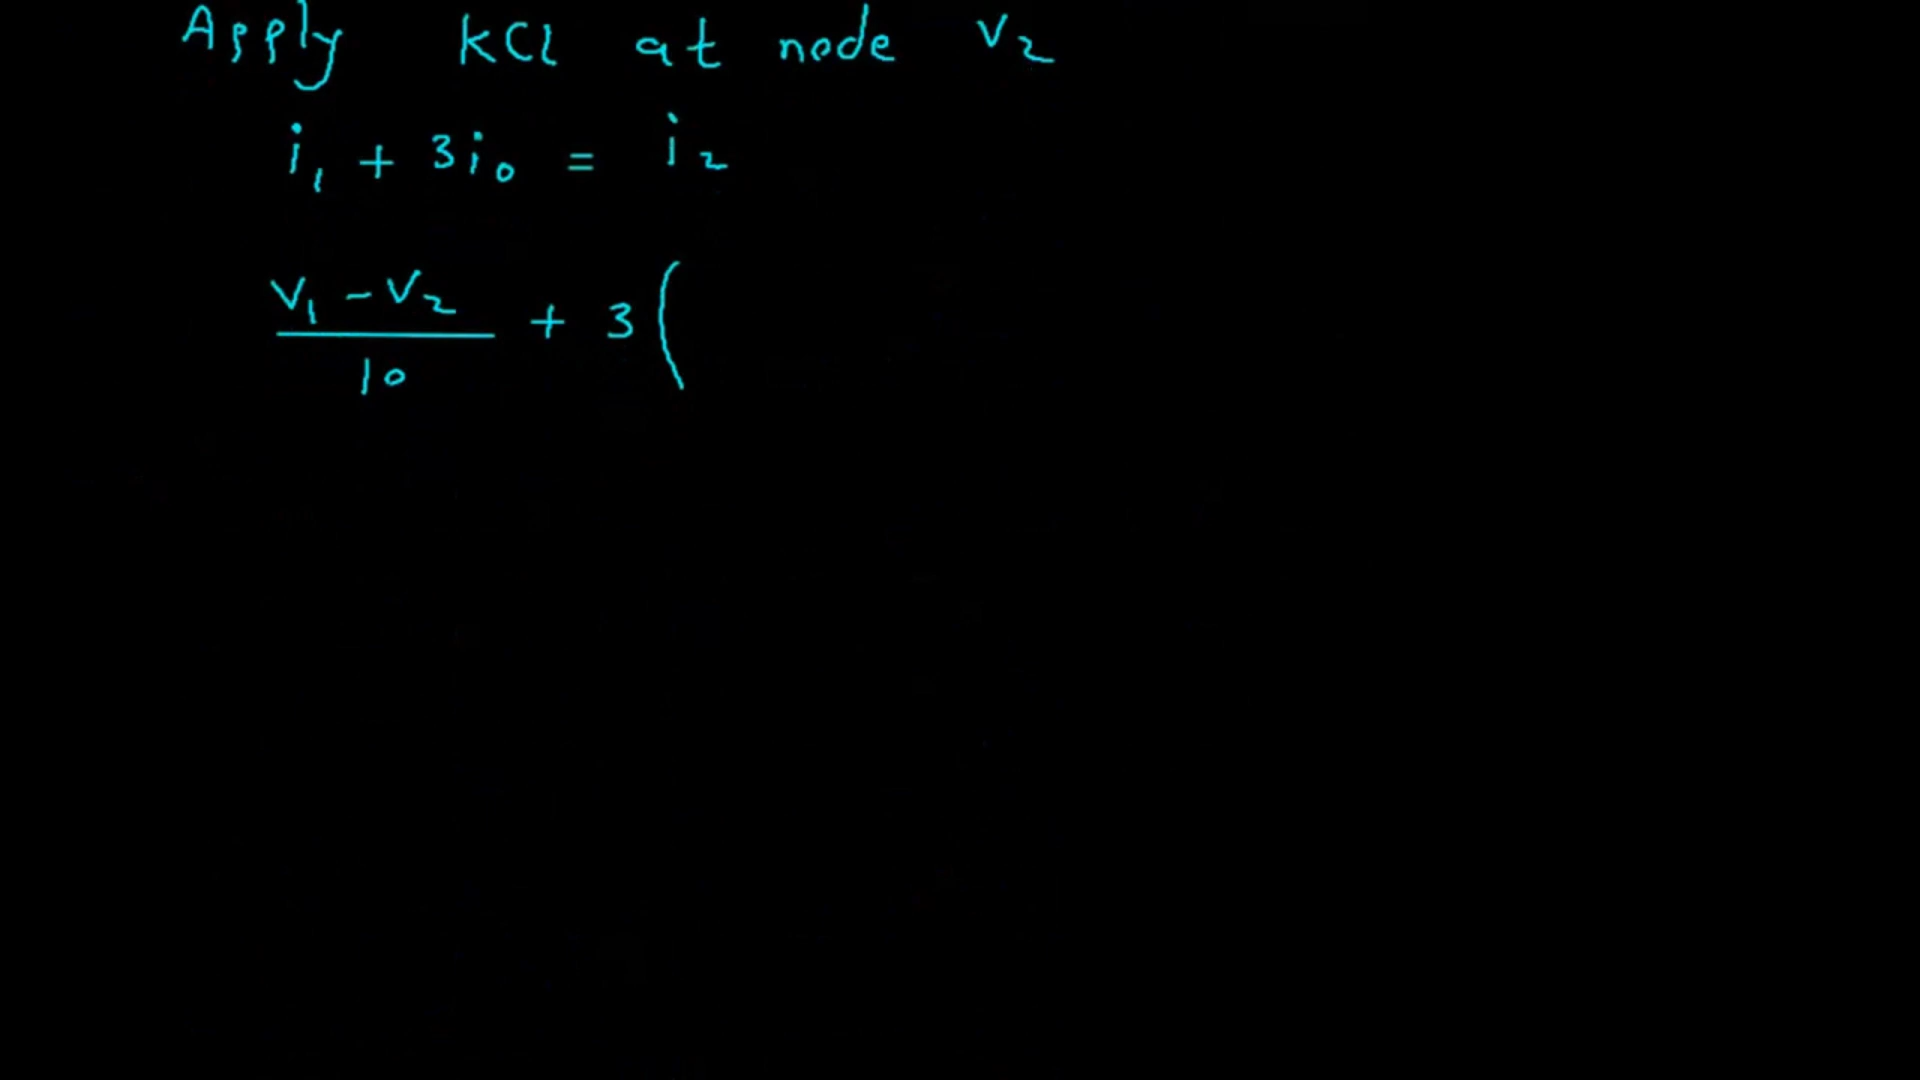 Apply KCL at node V₂
i₁ + 3i₀ = i₂
(V₁ - V₂)/10 + 3 (